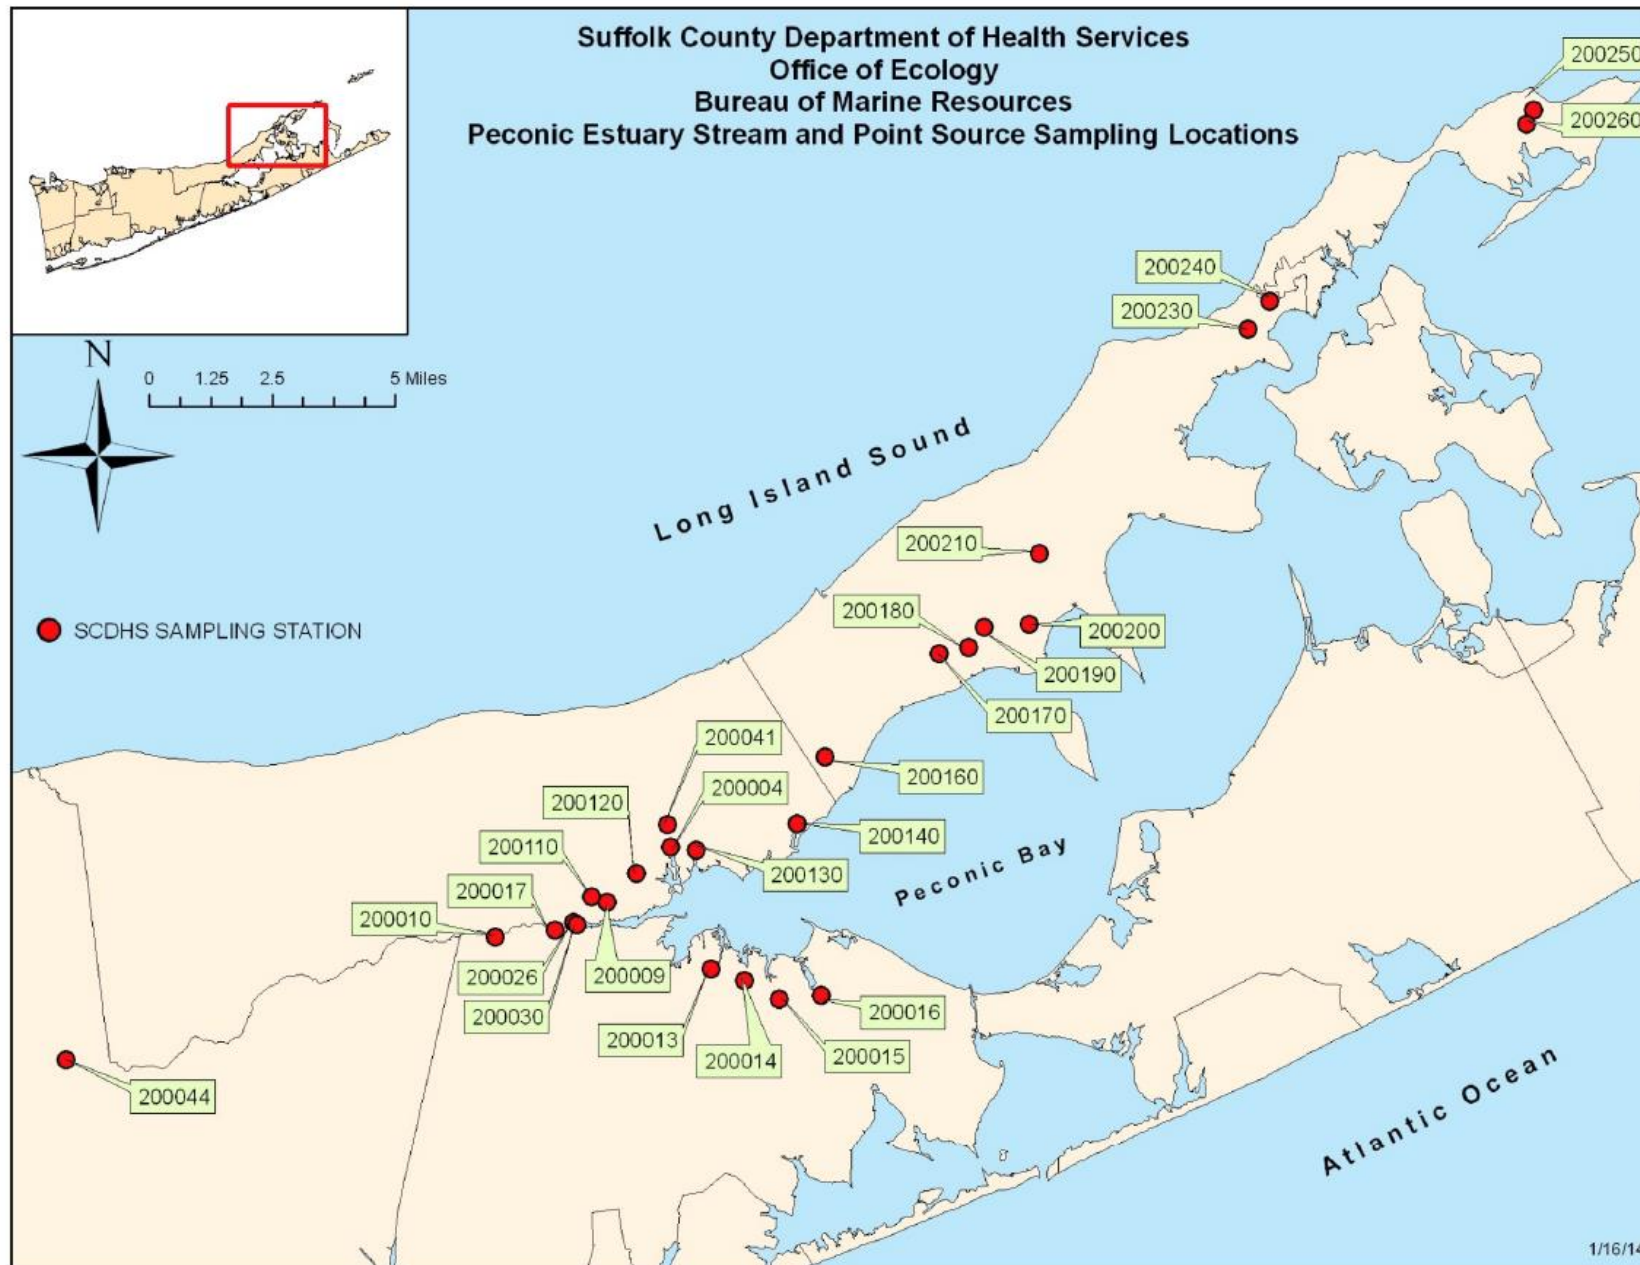 Suffolk County Department of Health Services
Office of Ecology
Bureau of Marine Resources
Peconic Estuary Stream and Point Source Sampling Locations
200250
200260
200240
200230
N
0 1.25 2.5 5 Miles
Long Island Sound
200210
200180
SCDHS SAMPLING STATION
200200
200190
200170
200041
200160
200004
200120
200140
200110
200130
Peconic Bay
200017
200010
200026
200009
200030
200016
200013
200014
200015
200044
Atlantic Ocean
1/16/14